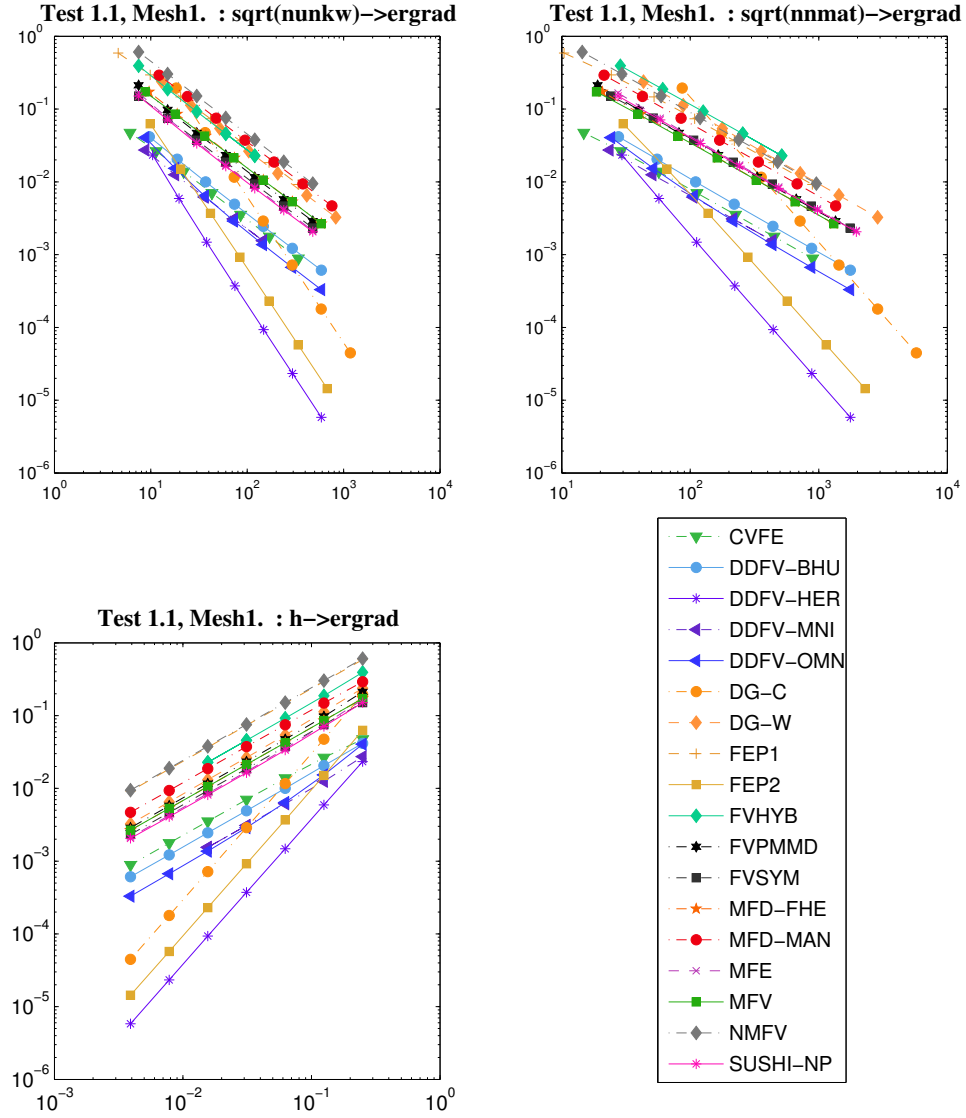 Test 1.1, Mesh1. : sqrt(nunkw)->ergrad
10^0
10^-1
10^-2
10^-3
10^-4
10^-5
10^-6
10^0 10^1 10^2 10^3 10^4
Test 1.1, Mesh1. : sqrt(nnmat)->ergrad
10^0
10^-1
10^-2
10^-3
10^-4
10^-5
10^-6
10^1 10^2 10^3 10^4
Test 1.1, Mesh1. : h->ergrad
10^0
10^-1
10^-2
10^-3
10^-4
10^-5
10^-6
10^-3 10^-2 10^-1 10^0
CVFE
DDFV-BHU
DDFV-HER
DDFV-MNI
DDFV-OMN
DG-C
DG-W
FEP1
FEP2
FVHYB
FVPMMD
FVSYM
MFD-FHE
MFD-MAN
MFE
MFV
NMFV
SUSHI-NP